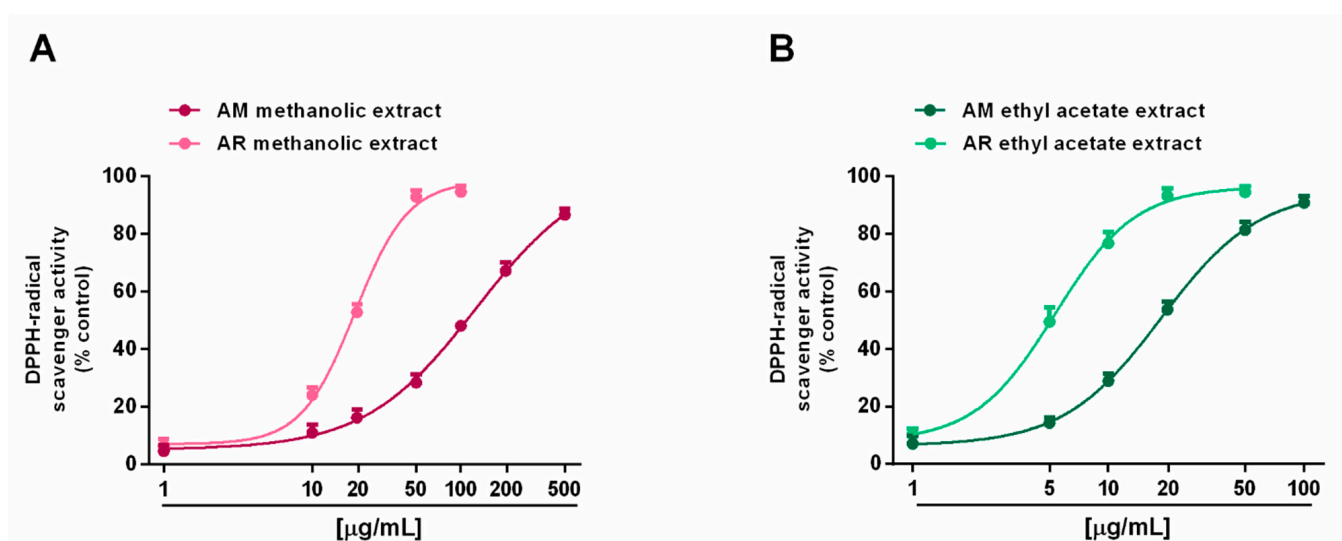 A
AM methanolic extract
AR methanolic extract
DPPH-radical
scavenger activity
(% control)
100
80
60
40
20
0
1 10 20 50 100 200 500
[µg/mL]
B
AM ethyl acetate extract
AR ethyl acetate extract
DPPH-radical
scavenger activity
(% control)
100
80
60
40
20
0
1 5 10 20 50 100
[µg/mL]